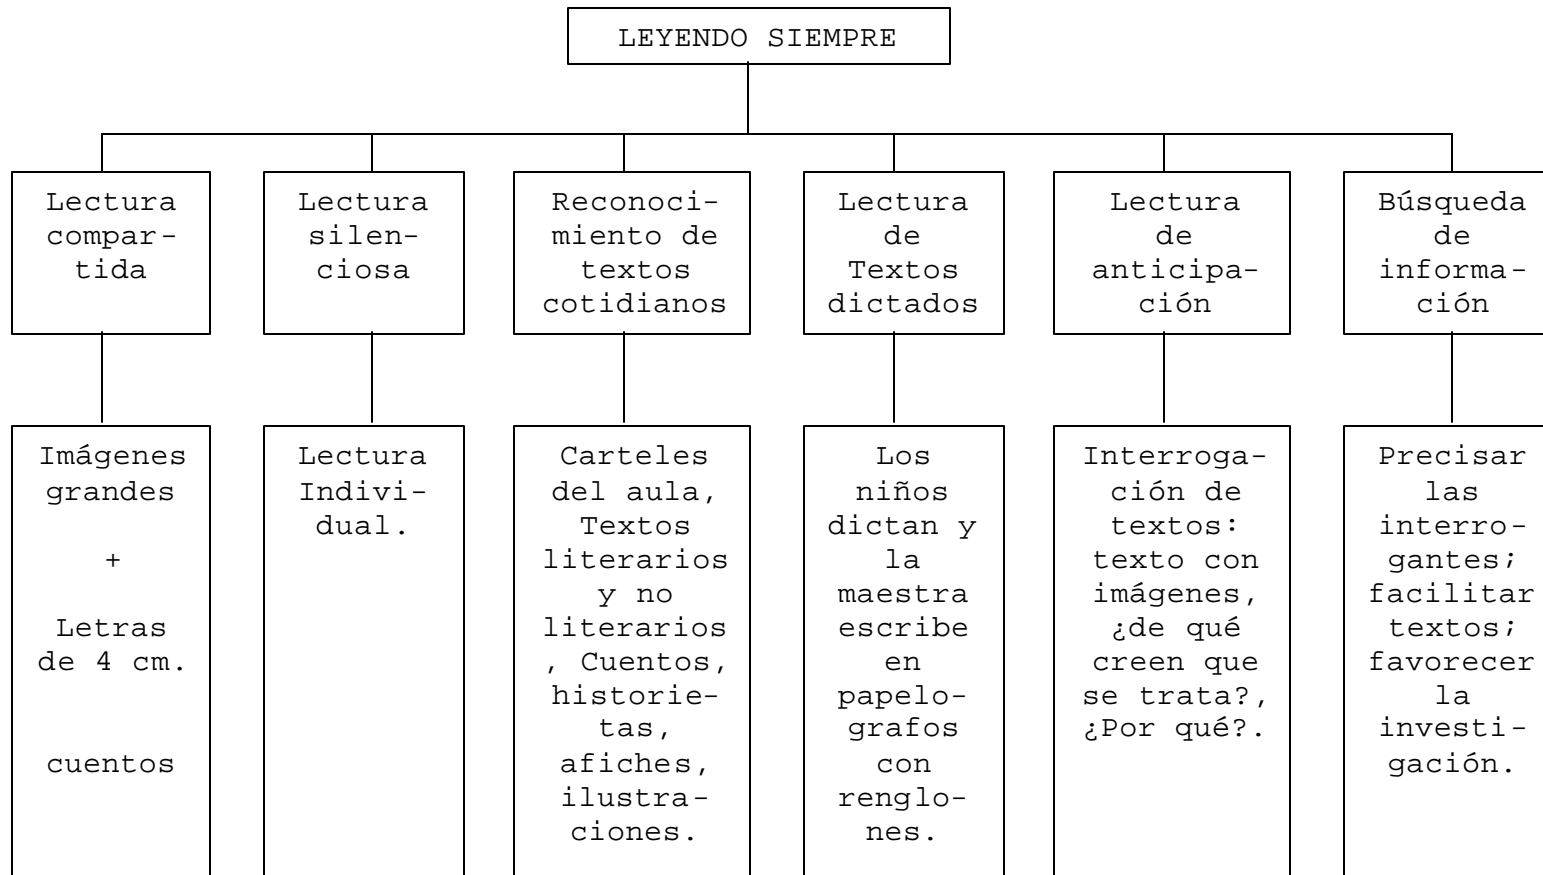 LEYENDO SIEMPRE
Lectura
compar-
tida
Lectura
silen-
ciosa
Reconoci-
miento de
textos
cotidianos
Lectura
de
Textos
dictados
Lectura
de
anticipa-
ción
Búsqueda
de
informa-
ción
Imágenes
grandes
+
Letras
de 4 cm.
cuentos
Lectura
Indivi-
dual.
Carteles
del aula,
Textos
literarios
y no
literarios
, Cuentos,
historie-
tas,
afiches,
ilustra-
ciones.
Los
niños
dictan y
la
maestra
escribe
en
papelo-
grafos
con
renglo-
nes.
Interroga-
ción de
textos:
texto con
imágenes,
¿de qué
creen que
se trata?,
¿Por qué?.
Precisar
las
interro-
gantes;
facilitar
textos;
favorecer
la
investi-
gación.